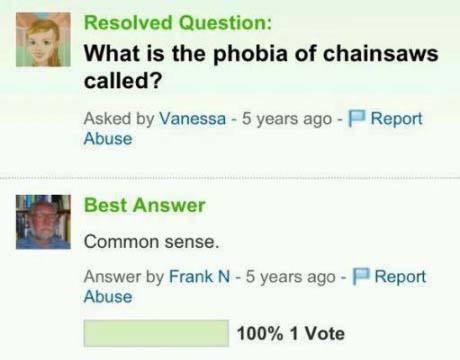 Resolved Question:
What is the phobia of chainsaws
called?
Asked by Vanessa - 5 years ago - Report
Abuse
Best Answer
Common sense.
Answer by Frank N - 5 years ago - Report
Abuse
100% 1 Vote